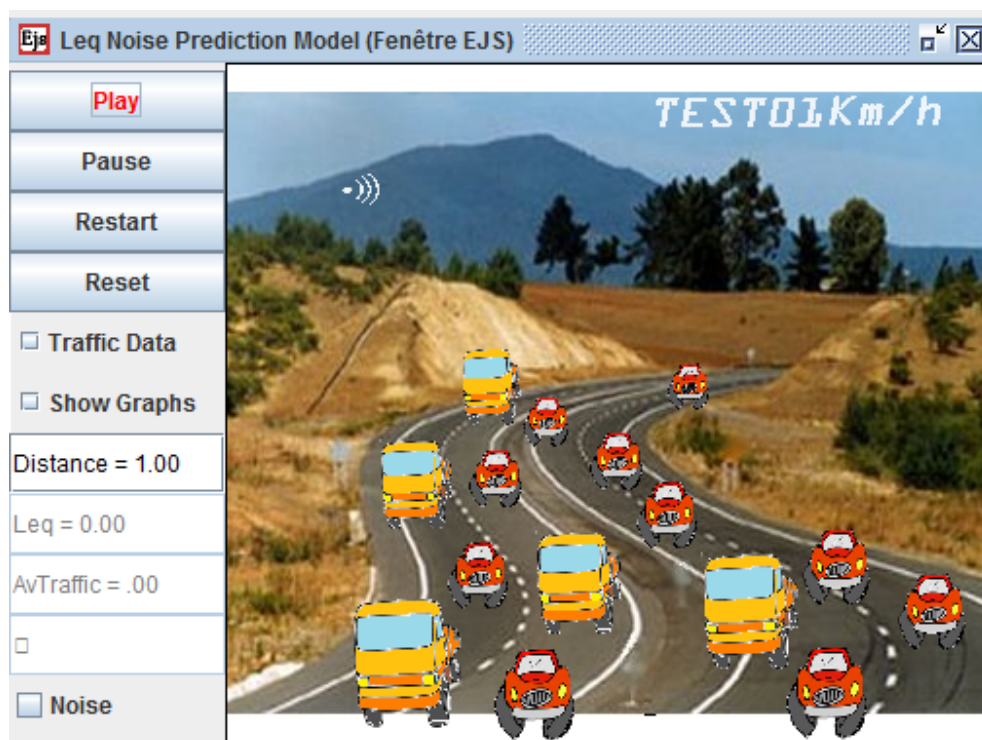 Ejs Leq Noise Prediction Model (Fenêtre EJS)
Play
Pause
Restart
Reset
Traffic Data
Show Graphs
Distance = 1.00
Leq = 0.00
AvTraffic = .00
Noise
TEST01Km/h